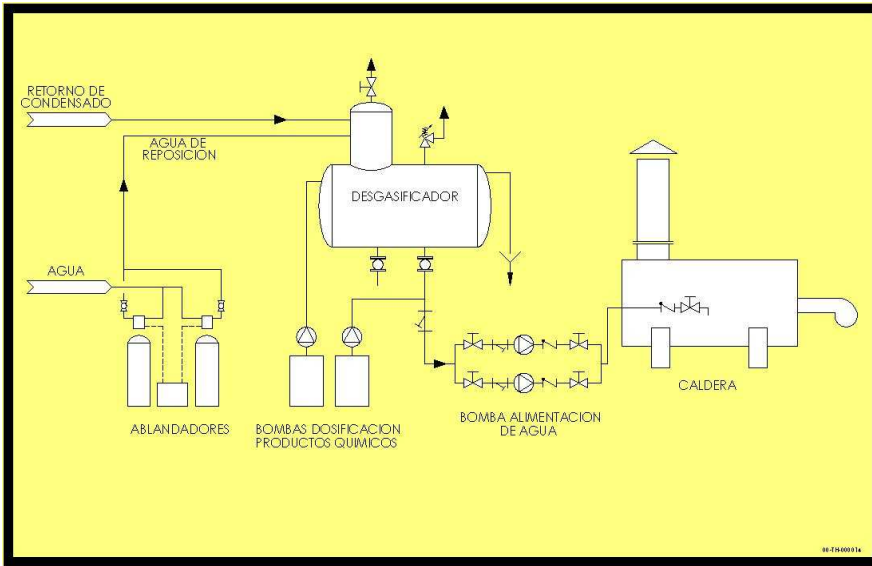 RETORNO DE
CONDENSADO
AGUA DE
REPOSICION
DESGASIFICADOR
AGUA
ABLANDADORES
BOMBAS DOSIFICACION
PRODUCTOS QUIMICOS
BOMBA ALIMENTACION
DE AGUA
CALDERA